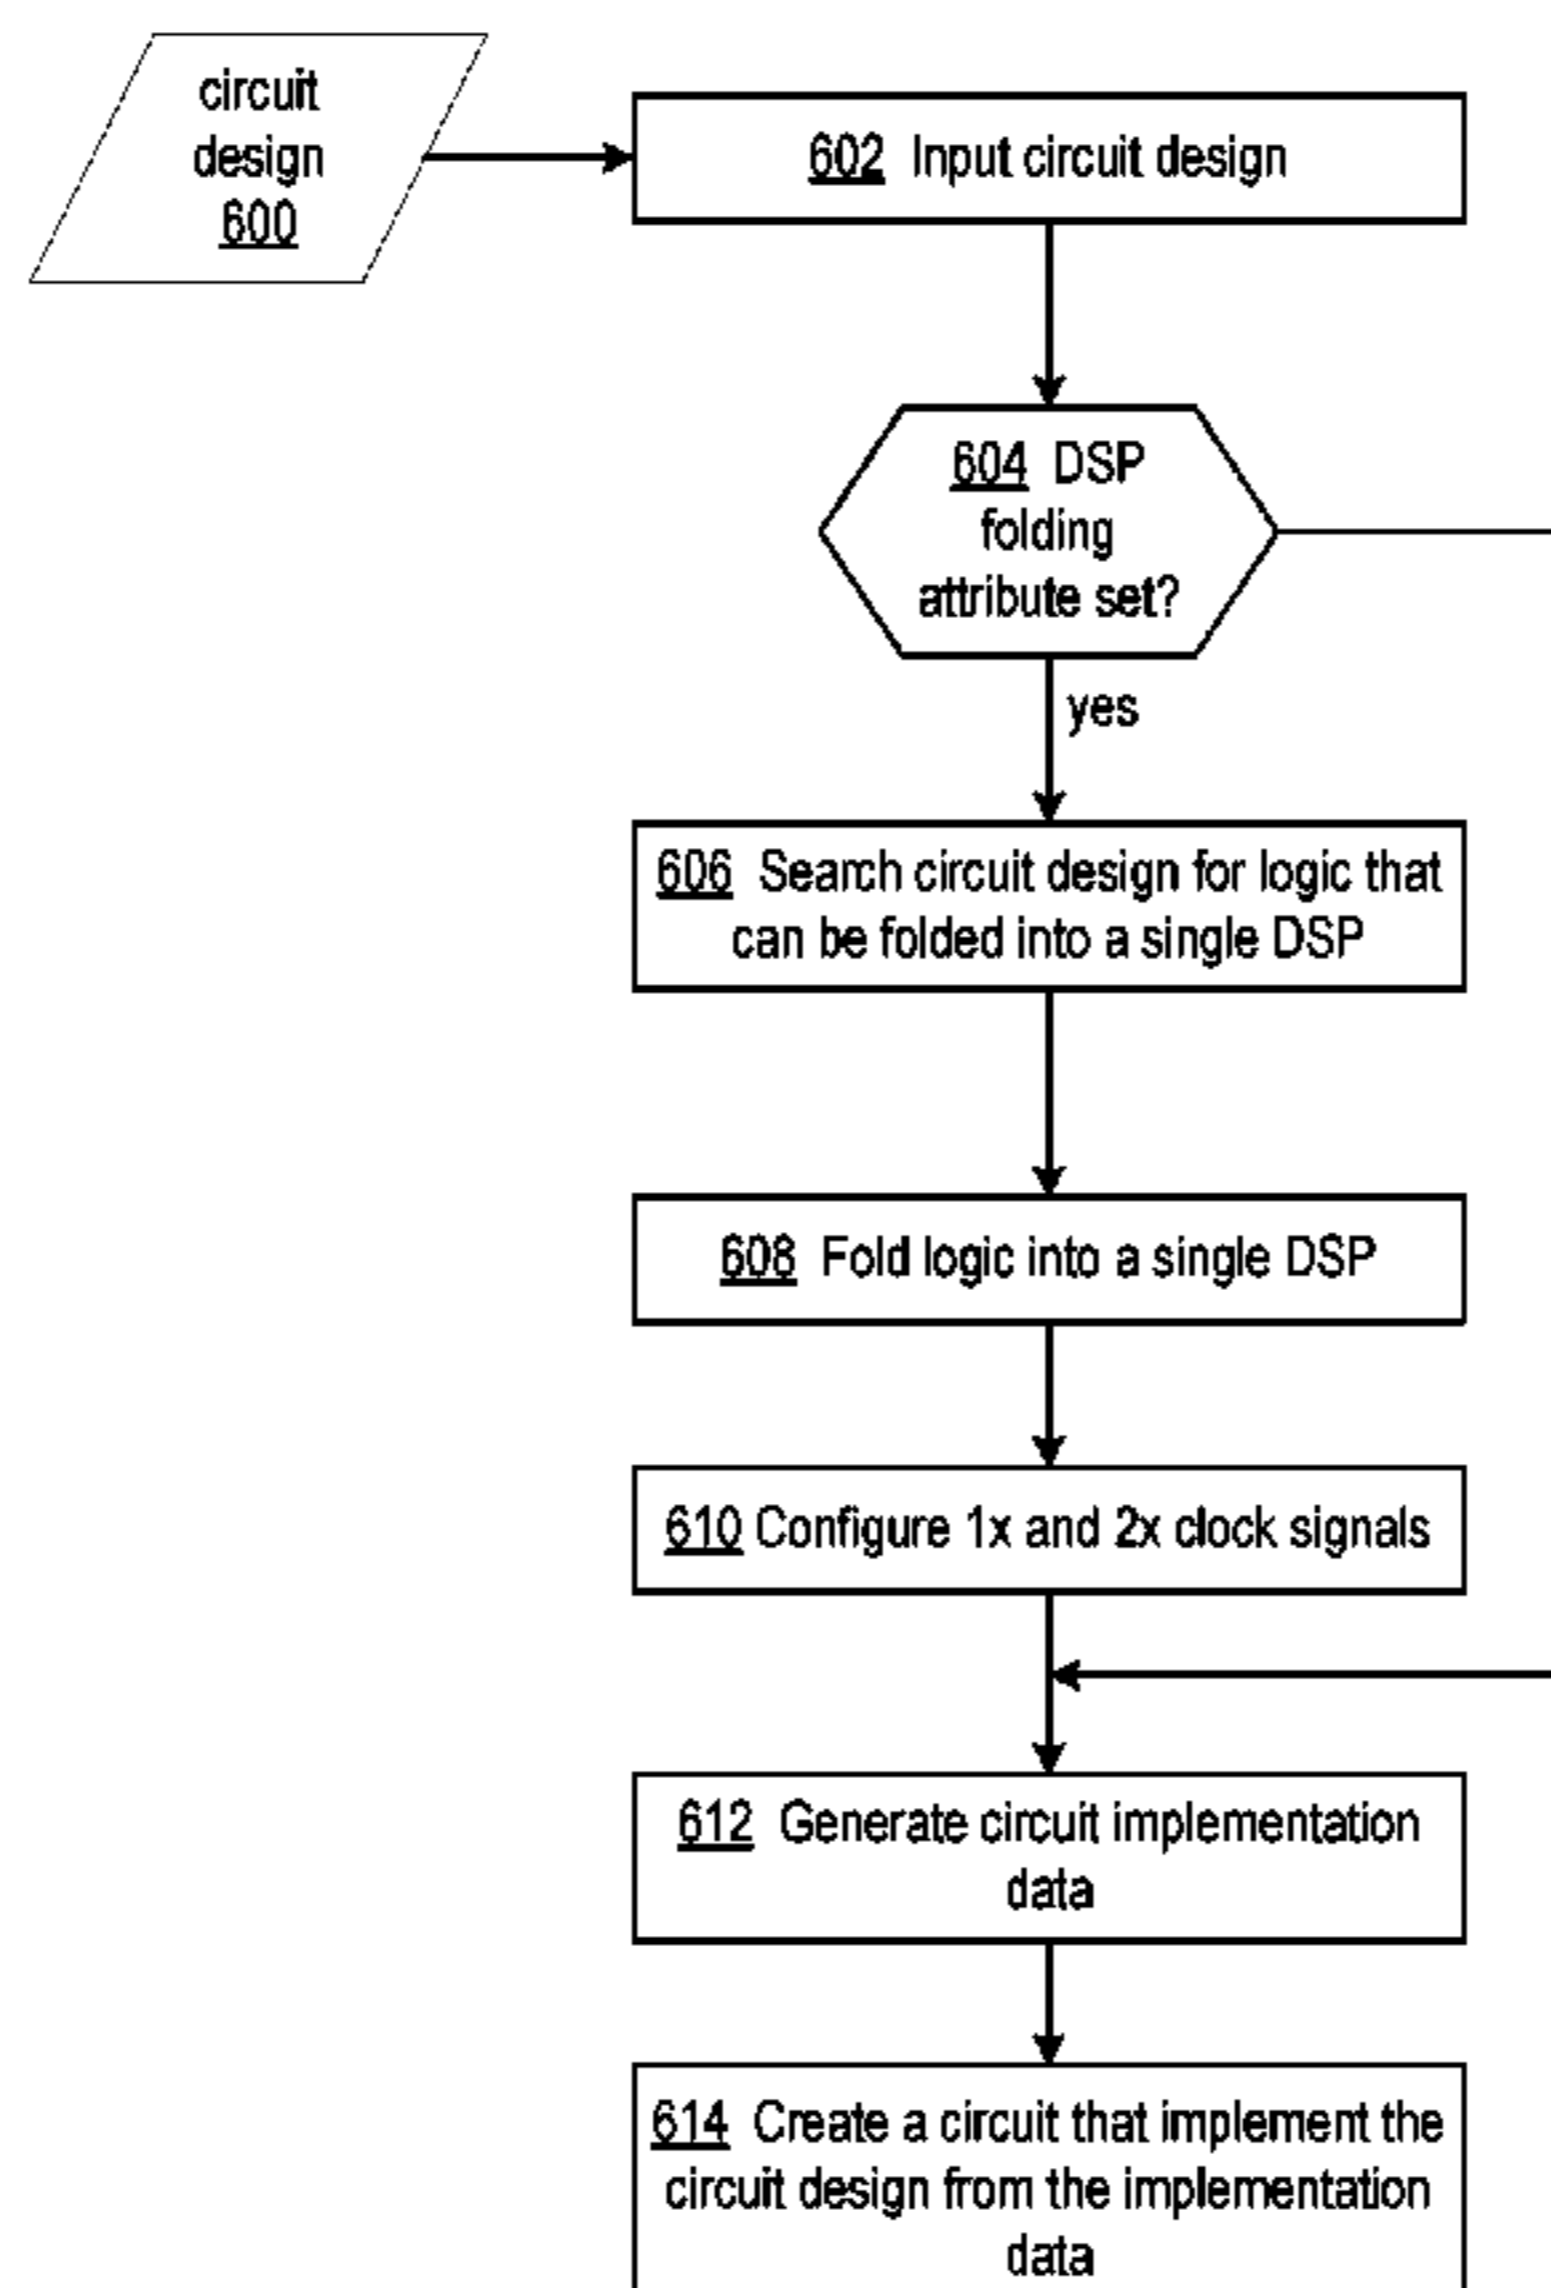 circuit
design
600
602 Input circuit design
604 DSP
folding
attribute set?
yes
606 Search circuit design for logic that
can be folded into a single DSP
608 Fold logic into a single DSP
610 Configure 1x and 2x clock signals
612 Generate circuit implementation
data
614 Create a circuit that implement the
circuit design from the implementation
data